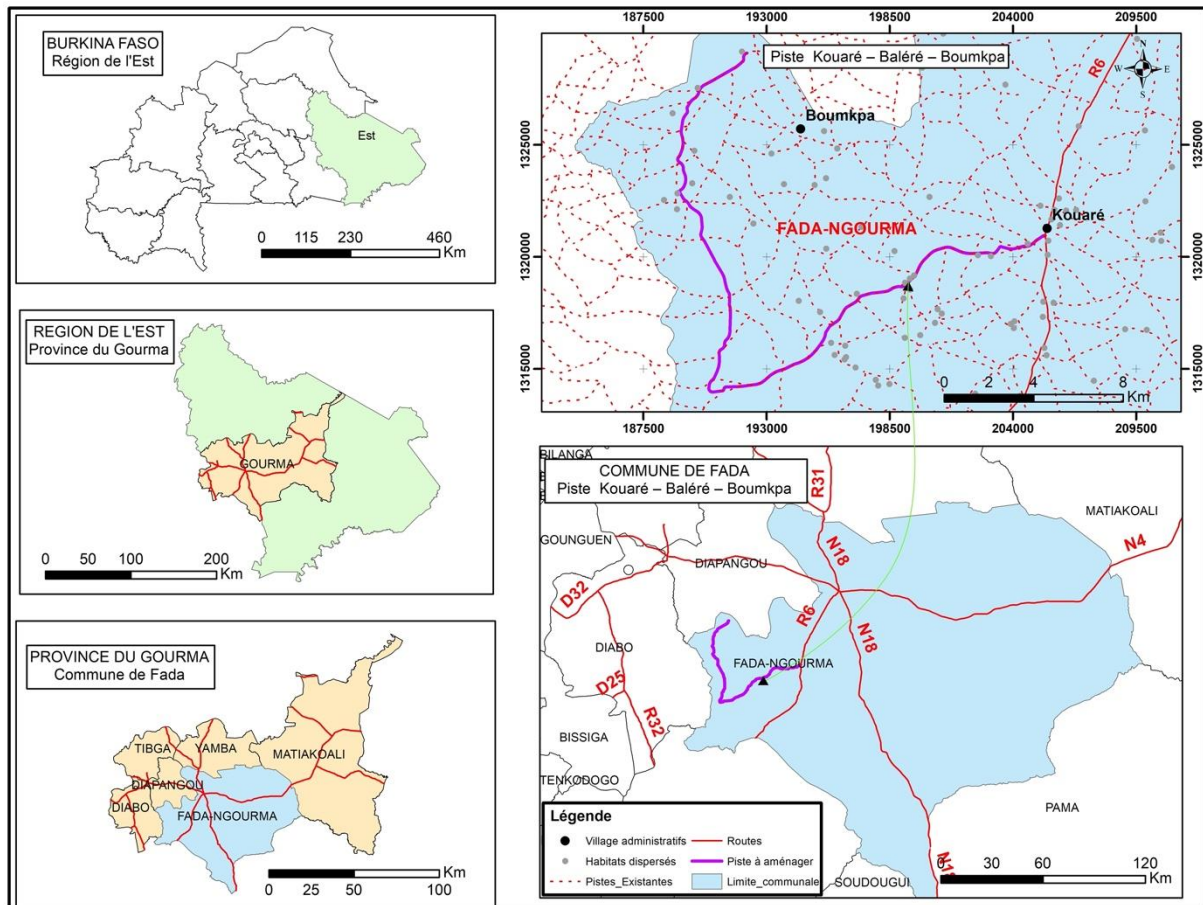 BURKINA FASO
Région de l'Est
Est
0 115 230 460
Km
REGION DE L'EST
Province du Gourma
GOURMA
0 50 100 200
Km
PROVINCE DU GOURMA
Commune de Fada
TIBGA
YAMBA
MATIAKOALI
DIAPANGOU
DIABO
FADA-NGOURMA
0 25 50 100
Km
187500 193000 198500 204000 209500
Piste Kouaré – Baléré – Boumkpa
R6
N
W E
S
Boumkpa
1325000 1325000
Kouaré
FADA-NGOURMA
1320000 1320000
1315000 1315000
0 2 4 8
Km
187500 193000 198500 204000 209500
BILANGA
COMMUNE DE FADA
Piste Kouaré – Baléré – Boumkpa
R31
MATIAKOALI
GOUNGUEN
N18
N4
DIAPANGOU
D32
R6
N18
DIABO
FADA-NGOURMA
D25
R32
BISSIGA
TENKODOGO
PAMA
SOUDOUGUI
Légende
Village administratifs
Routes
Habitats dispersés
Piste à aménager
Pistes_Existantes
Limite_communale
0 30 60 120
Km